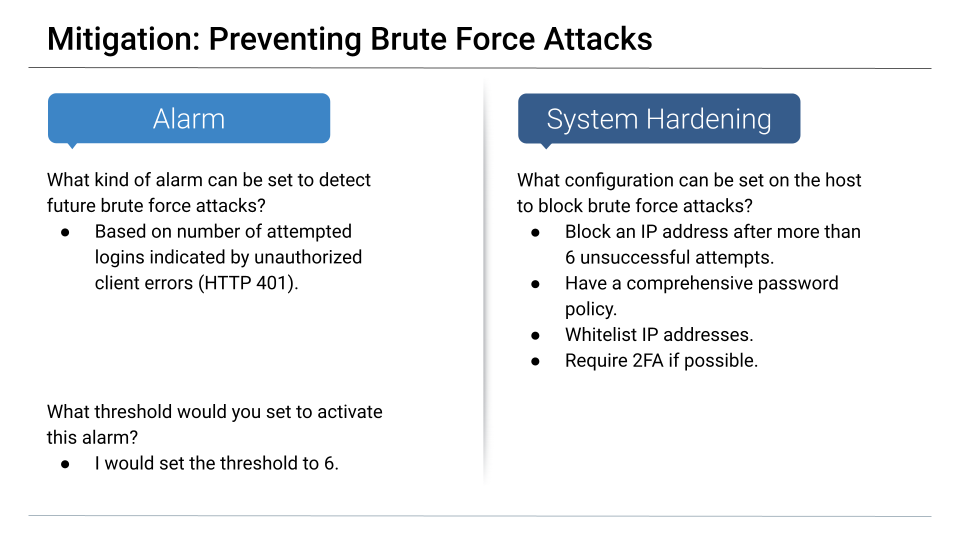 Mitigation: Preventing Brute Force Attacks
Alarm
What kind of alarm can be set to detect
future brute force attacks?
● Based on number of attempted
logins indicated by unauthorized
client errors (HTTP 401).
What threshold would you set to activate
this alarm?
● I would set the threshold to 6.
System Hardening
What configuration can be set on the host
to block brute force attacks?
● Block an IP address after more than
6 unsuccessful attempts.
● Have a comprehensive password
policy.
● Whitelist IP addresses.
● Require 2FA if possible.